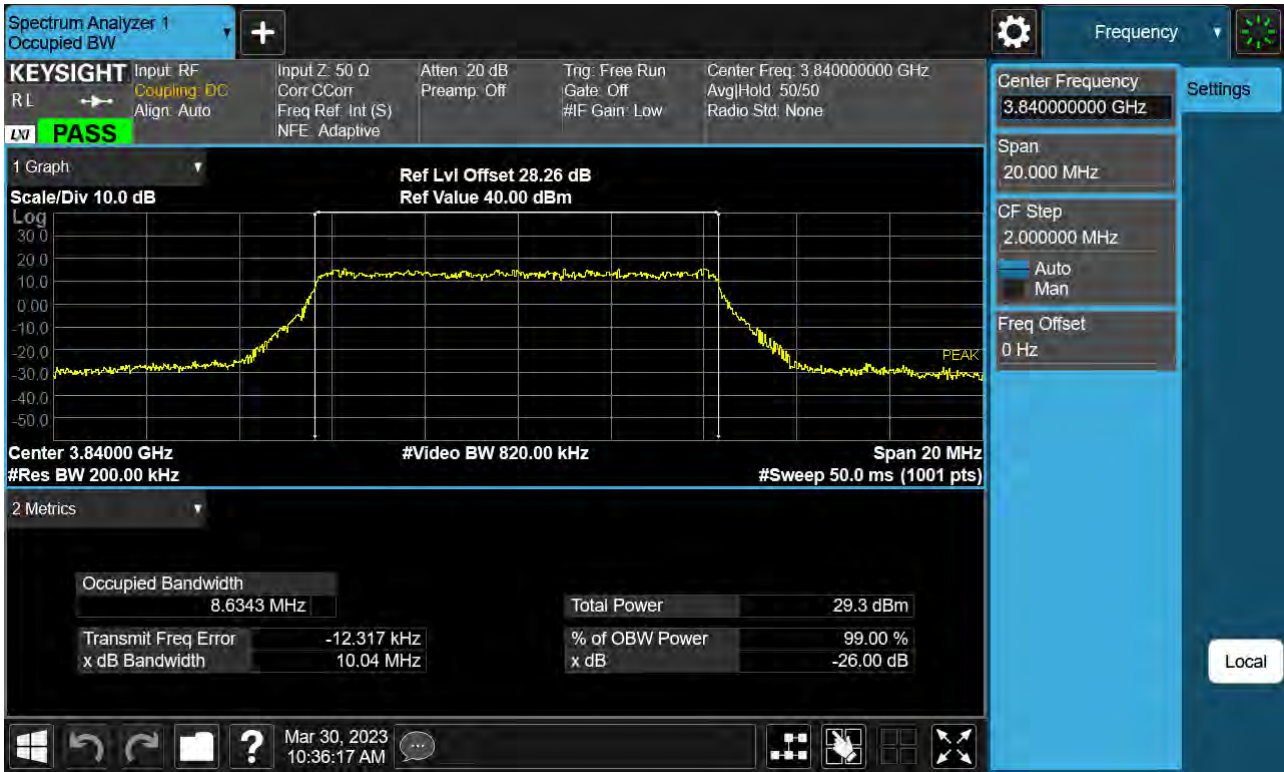 Spectrum Analyzer 1
Occupied BW
+
Frequency
KEYSIGHT
RL
LXI
PASS
Input: RF
Coupling: DC
Align: Auto
Input Z: 50 Ω
Corr CCorr
Freq Ref: Int (S)
NFE: Adaptive
Atten: 20 dB
Preamp: Off
Trig: Free Run
Gate: Off
#IF Gain: Low
Center Freq: 3.840000000 GHz
Avg|Hold: 50/50
Radio Std: None
Center Frequency
3.840000000 GHz
Settings
Span
20.000 MHz
CF Step
2.000000 MHz
Auto
Man
Freq Offset
0 Hz
1 Graph
Ref Lvl Offset 28.26 dB
Scale/Div 10.0 dB
Ref Value 40.00 dBm
Log
30.0
20.0
10.0
0.00
-10.0
-20.0
-30.0
-40.0
-50.0
PEAK
Center 3.84000 GHz
#Video BW 820.00 kHz
Span 20 MHz
#Res BW 200.00 kHz
#Sweep 50.0 ms (1001 pts)
2 Metrics
Occupied Bandwidth
8.6343 MHz
Total Power 29.3 dBm
Transmit Freq Error -12.317 kHz
% of OBW Power 99.00 %
x dB Bandwidth 10.04 MHz
x dB -26.00 dB
Local
?
Mar 30, 2023
10:36:17 AM